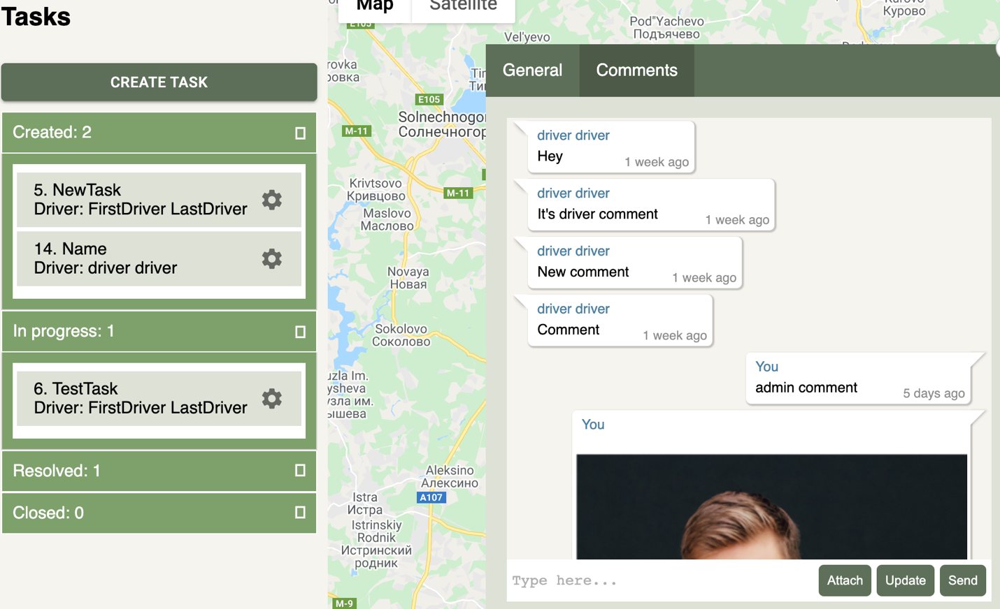 Tasks
CREATE TASK
Created: 2
5. NewTask
Driver: FirstDriver LastDriver
14. Name
Driver: driver driver
In progress: 1
6. TestTask
Driver: FirstDriver LastDriver
Resolved: 1
Closed: 0
Map
Satellite
E105
Vel'yevo
Pod"Yachevo
Подъячево
Курово
E105
Solnechnogor
Солнечногор
M-11
Krivtsovo
Кривцово
M-11
Maslovo
Маслово
Novaya
Новая
Sokolovo
Соколово
uzla Im.
ysheva
узла им.
ышева
Aleksino
Алексино
A107
Istra
Истра
Istrinskiy
Rodnik
Истринский
родник
M-9
General
Comments
driver driver
Hey
1 week ago
driver driver
It's driver comment
1 week ago
driver driver
New comment
1 week ago
driver driver
Comment
1 week ago
You
admin comment
5 days ago
You
Type here...
Attach
Update
Send